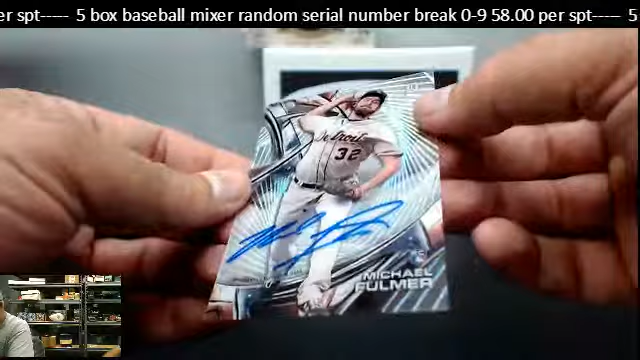 er spt----- 5 box baseball mixer random serial number break 0-9 58.00 per spt----- 5
Detroit
32
MICHAEL
FULMER